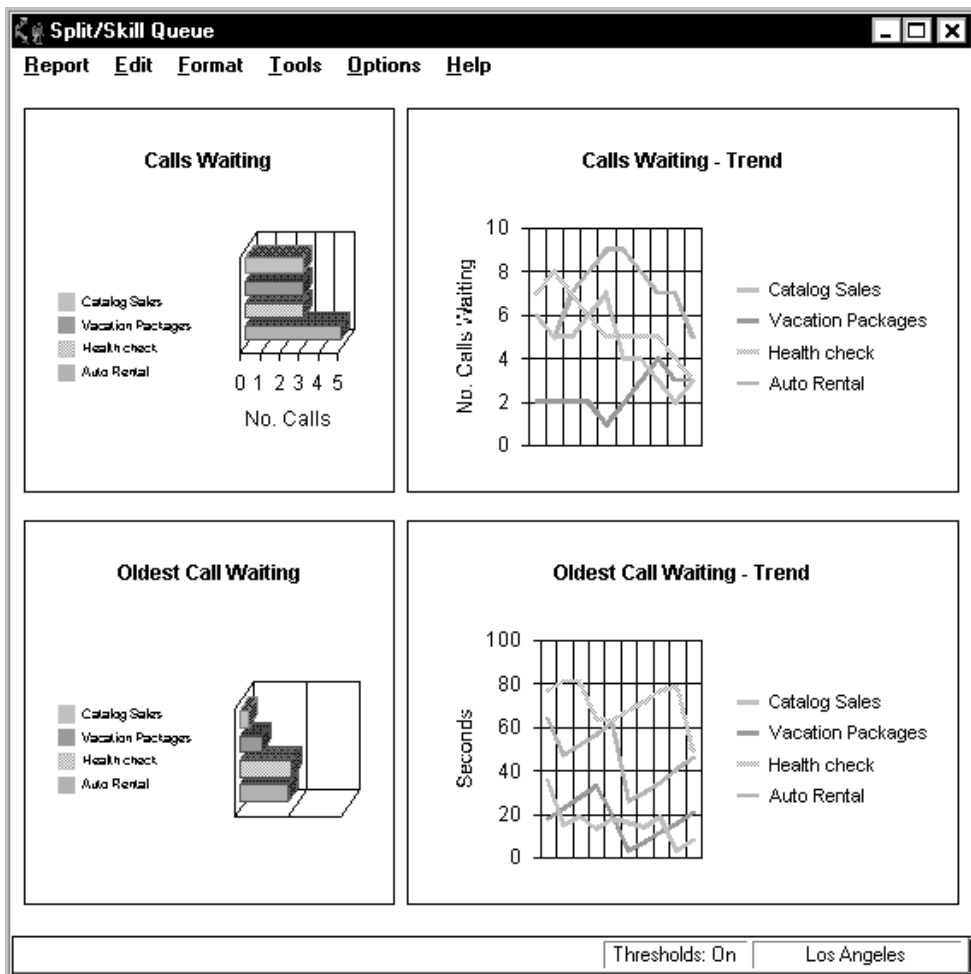 Split/Skill Queue
Report Edit Format Tools Options Help
Calls Waiting
Catalog Sales
Vacation Packages
Health check
Auto Rental
0 1 2 3 4 5
No. Calls
Calls Waiting - Trend
No. Calls Waiting
10
8
6
4
2
0
Catalog Sales
Vacation Packages
Health check
Auto Rental
Oldest Call Waiting
Catalog Sales
Vacation Packages
Health check
Auto Rental
Oldest Call Waiting - Trend
Seconds
100
80
60
40
20
0
Catalog Sales
Vacation Packages
Health check
Auto Rental
Thresholds: On
Los Angeles